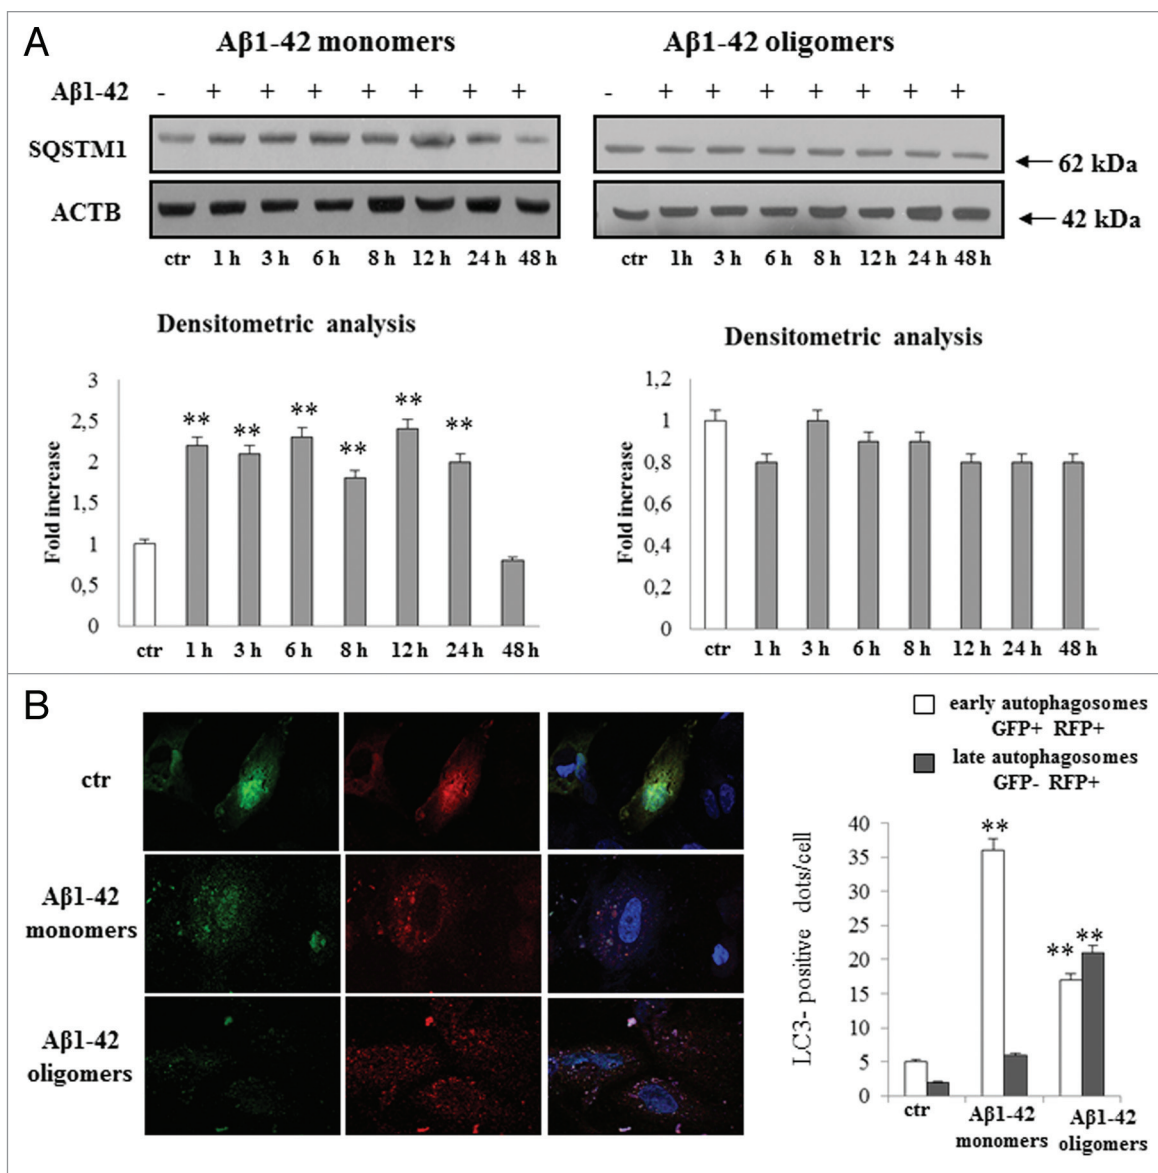 A
Aβ1-42 monomers
Aβ1-42 oligomers
Aβ1-42 - + + + + + + + - + + + + + + +
SQSTM1
62 kDa
ACTB
42 kDa
ctr 1 h 3 h 6 h 8 h 12 h 24 h 48 h
ctr 1h 3 h 6 h 8 h 12 h 24 h 48 h
Densitometric analysis
Fold increase
3
2,5
2
1,5
1
0,5
0
** ** ** ** ** **
ctr 1 h 3 h 6 h 8 h 12 h 24 h 48 h
Densitometric analysis
Fold increase
1,2
1
0,8
0,6
0,4
0,2
0
ctr 1 h 3 h 6 h 8 h 12 h 24 h 48 h
B
ctr
Aβ1-42
monomers
Aβ1-42
oligomers
early autophagosomes
GFP+ RFP+
late autophagosomes
GFP- RFP+
LC3- positive dots/cell
40
35
30
25
20
15
10
5
0
** ** **
ctr
Aβ1-42
monomers
Aβ1-42
oligomers